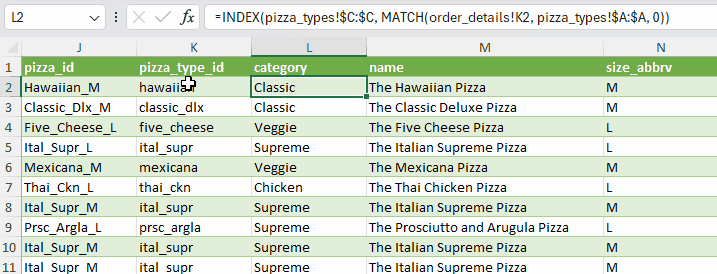 L2 fx =INDEX(pizza_types!$C:$C, MATCH(order_details!K2, pizza_types!$A:$A, 0))
J K L M N
1 pizza_id pizza_type_id category name size_abbrv
2 Hawaiian_M hawaiian Classic The Hawaiian Pizza M
3 Classic_Dlx_M classic_dlx Classic The Classic Deluxe Pizza M
4 Five_Cheese_L five_cheese Veggie The Five Cheese Pizza L
5 Ital_Supr_L ital_supr Supreme The Italian Supreme Pizza L
6 Mexicana_M mexicana Veggie The Mexicana Pizza M
7 Thai_Ckn_L thai_ckn Chicken The Thai Chicken Pizza L
8 Ital_Supr_M ital_supr Supreme The Italian Supreme Pizza M
9 Prsc_Argla_L prsc_argla Supreme The Prosciutto and Arugula Pizza L
10 Ital_Supr_M ital_supr Supreme The Italian Supreme Pizza M
11 Ital_Supr_M ital_supr Supreme The Italian Supreme Pizza M